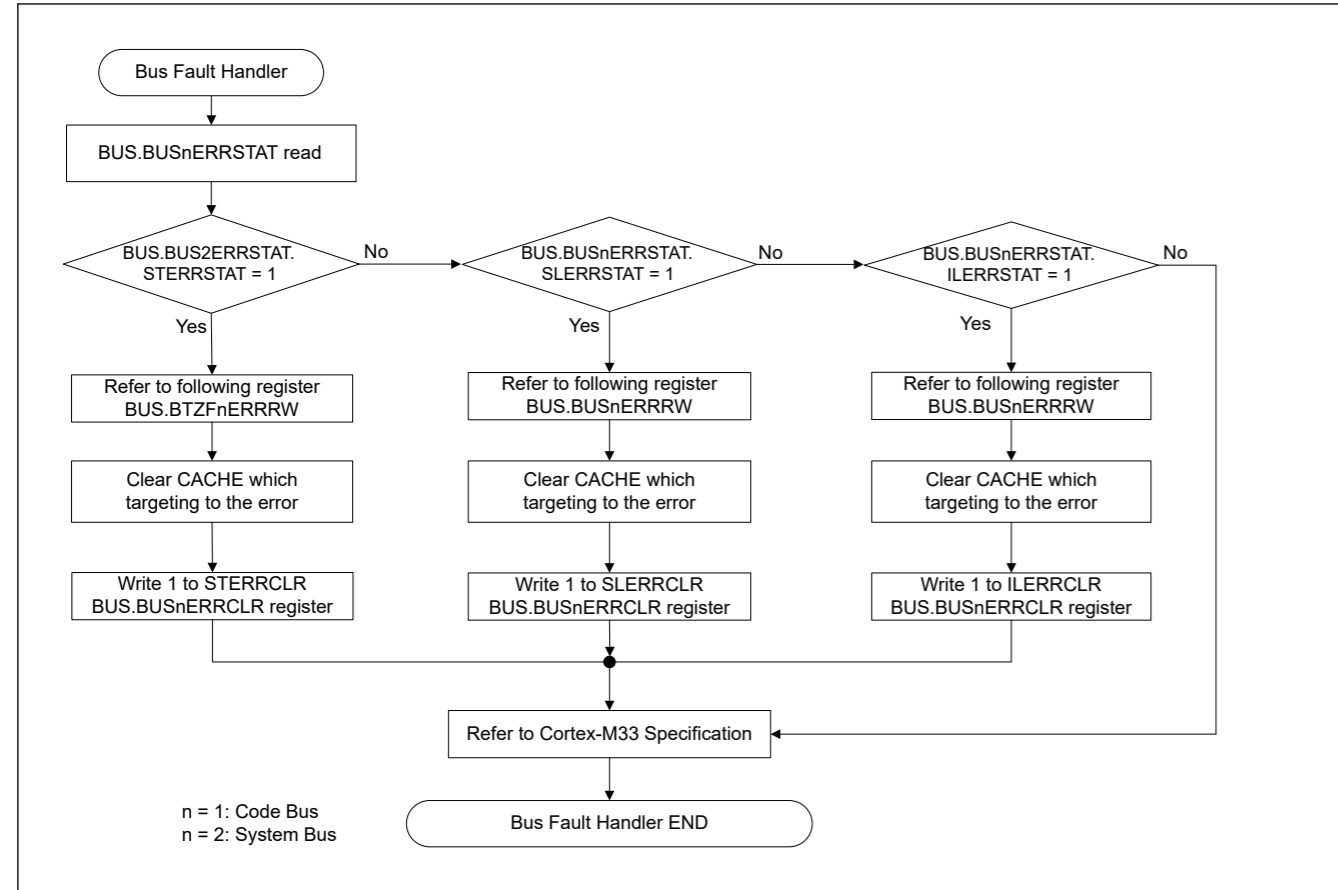 Bus Fault Handler
BUS.BUSnERRSTAT read
BUS.BUS2ERRSTAT.
STERRSTAT = 1
No
Yes
BUS.BUSnERRSTAT.
SLERRSTAT = 1
No
Yes
BUS.BUSnERRSTAT.
ILERRSTAT = 1
No
Yes
Refer to following register
BUS.BTZFnERRRW
Clear CACHE which
targeting to the error
Write 1 to STERRCLR
BUS.BUSnERRCLR register
Refer to following register
BUS.BUSnERRRW
Clear CACHE which
targeting to the error
Write 1 to SLERRCLR
BUS.BUSnERRCLR register
Refer to following register
BUS.BUSnERRRW
Clear CACHE which
targeting to the error
Write 1 to ILERRCLR
BUS.BUSnERRCLR register
Refer to Cortex-M33 Specification
Bus Fault Handler END
n = 1: Code Bus
n = 2: System Bus